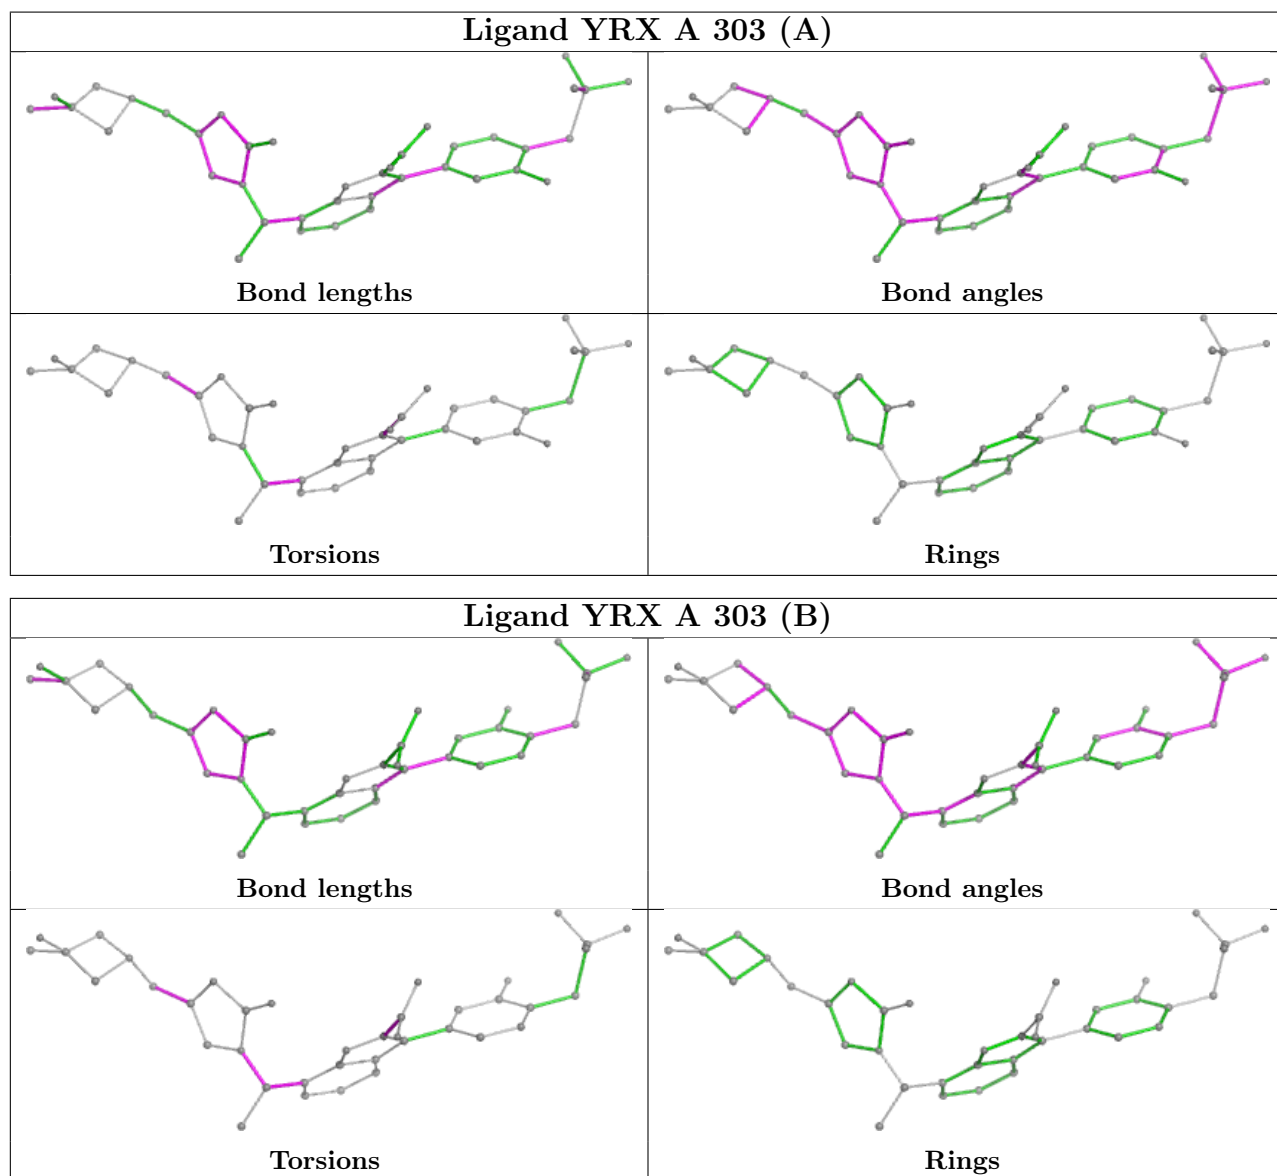 Ligand YRX A 303 (A)
Bond lengths
Bond angles
Torsions
Rings
Ligand YRX A 303 (B)
Bond lengths
Bond angles
Torsions
Rings